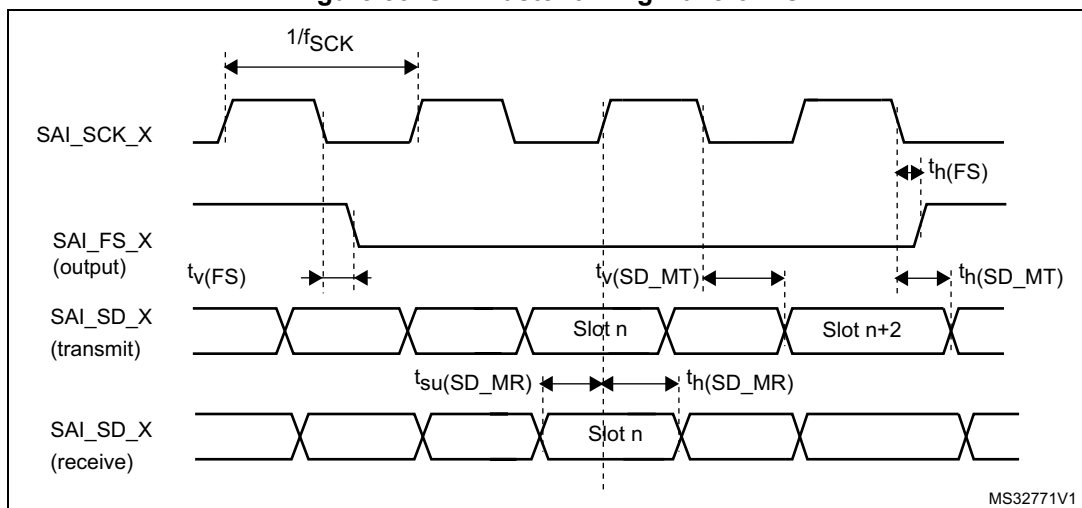 1/fSCK
SAI_SCK_X
th(FS)
SAI_FS_X
(output)
tv(FS)
tv(SD_MT)
th(SD_MT)
SAI_SD_X
(transmit)
Slot n
Slot n+2
tsu(SD_MR)
th(SD_MR)
SAI_SD_X
(receive)
Slot n
MS32771V1